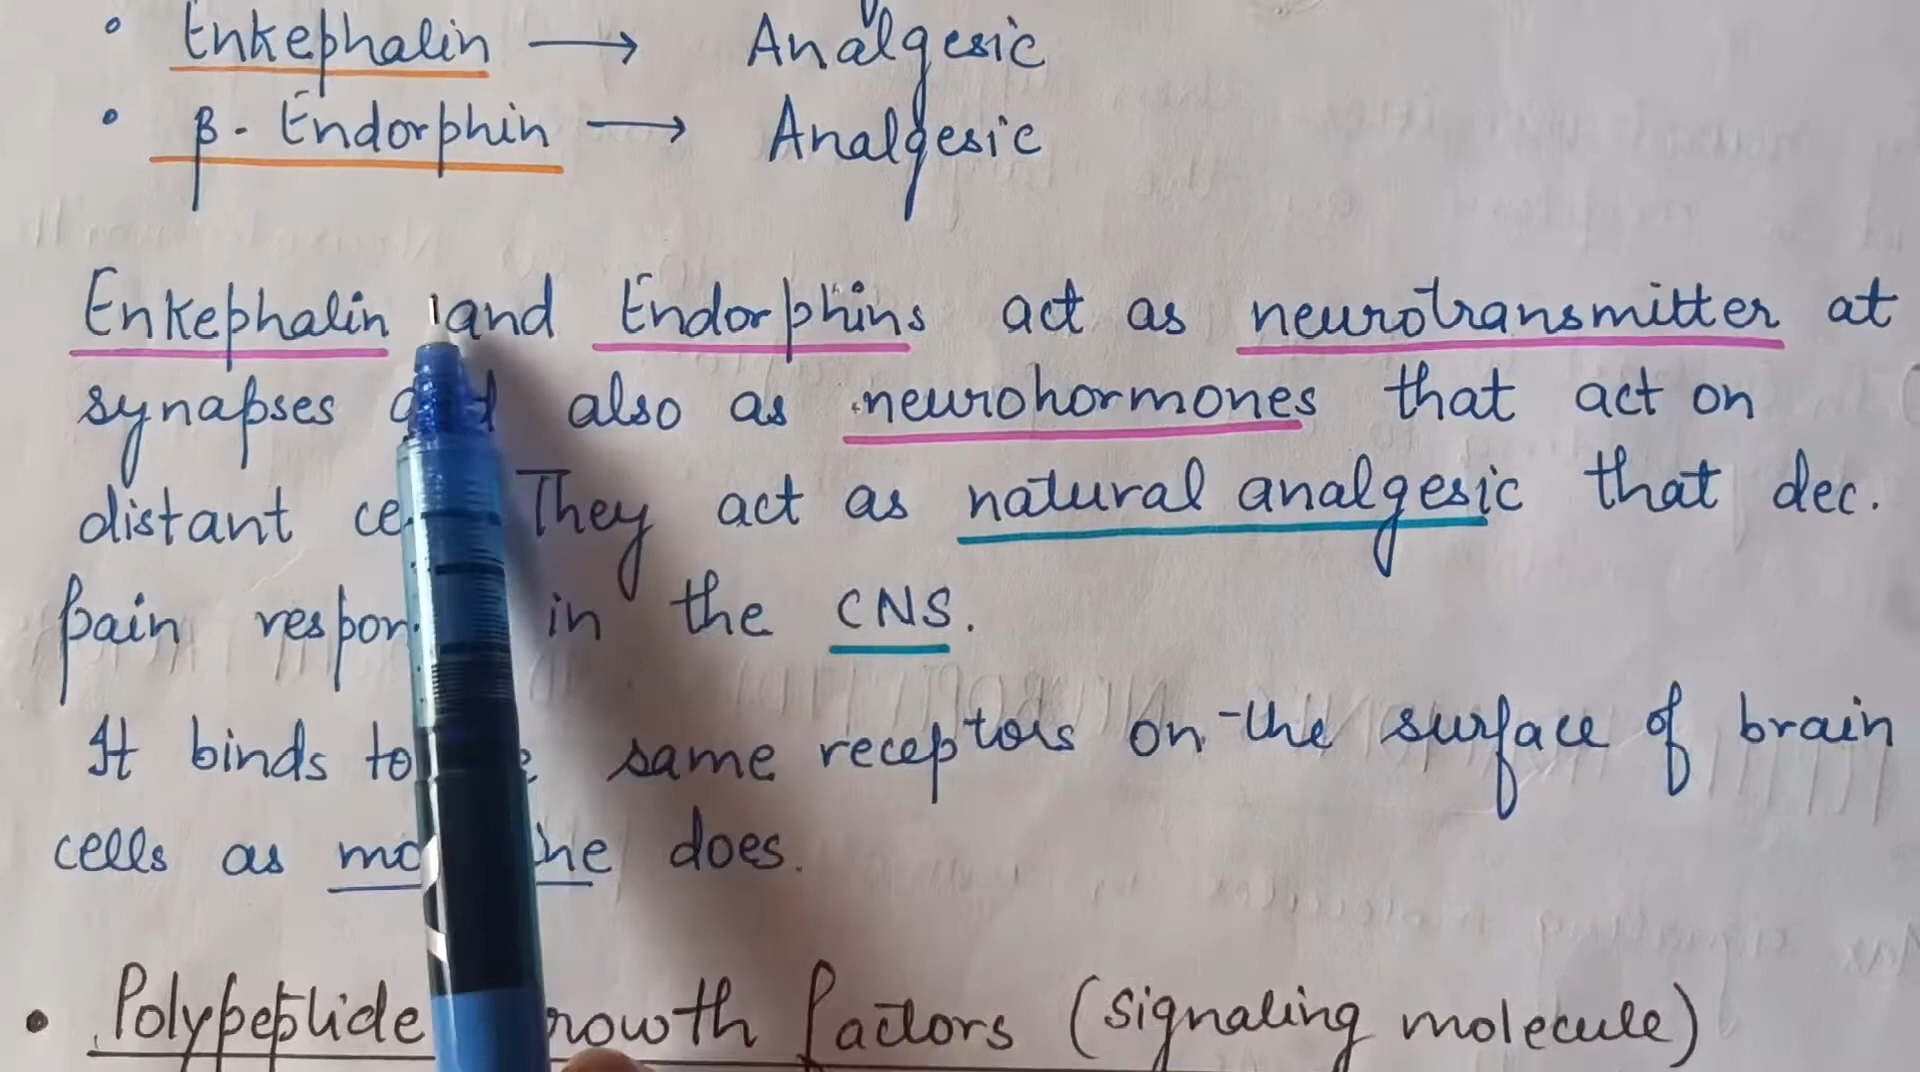 • Enkephalin → Analgesic
• β - Endorphin → Analgesic
Enkephalin and Endorphins act as neurotransmitter at
synapses also as neurohormones that act on
distant They act as natural analgesic that dec.
pain in the CNS.
It binds to same receptors on the surface of brain
cells as does.
• Polypeptide factors (signaling molecule)